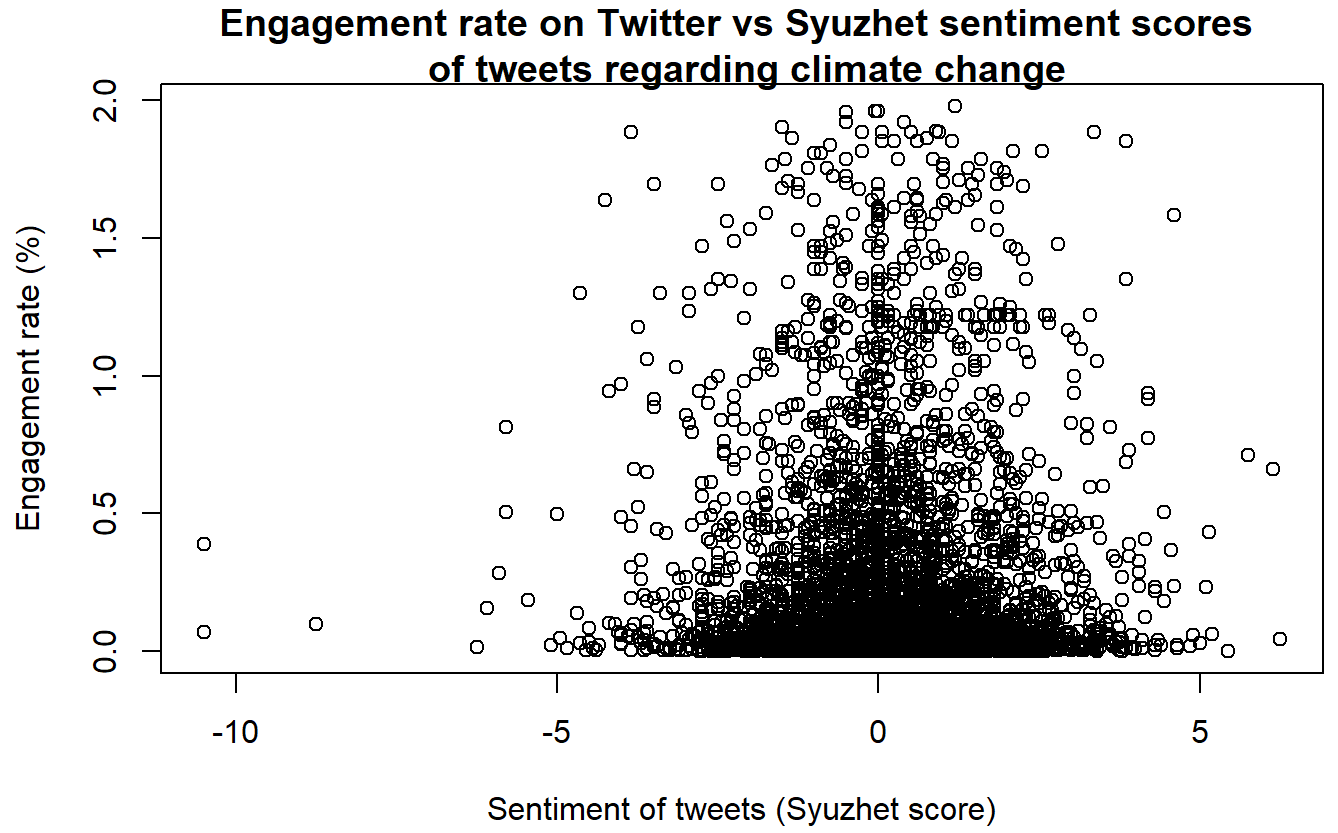 Engagement rate on Twitter vs Syuzhet sentiment scores
of tweets regarding climate change
Engagement rate (%)
2.0
1.5
1.0
0.5
0.0
-10 -5 0 5
Sentiment of tweets (Syuzhet score)